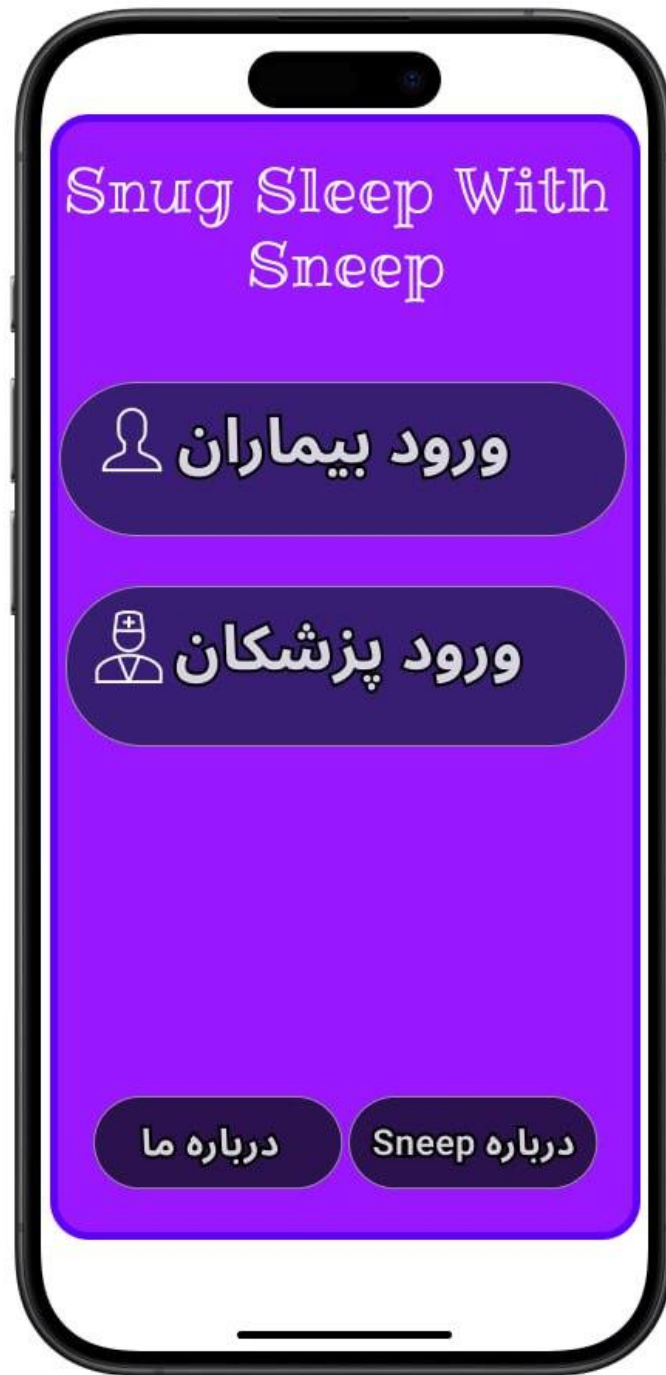 Snug Sleep With
Sneep
ورود بیماران
ورود پزشکان
درباره Sneep
درباره ما